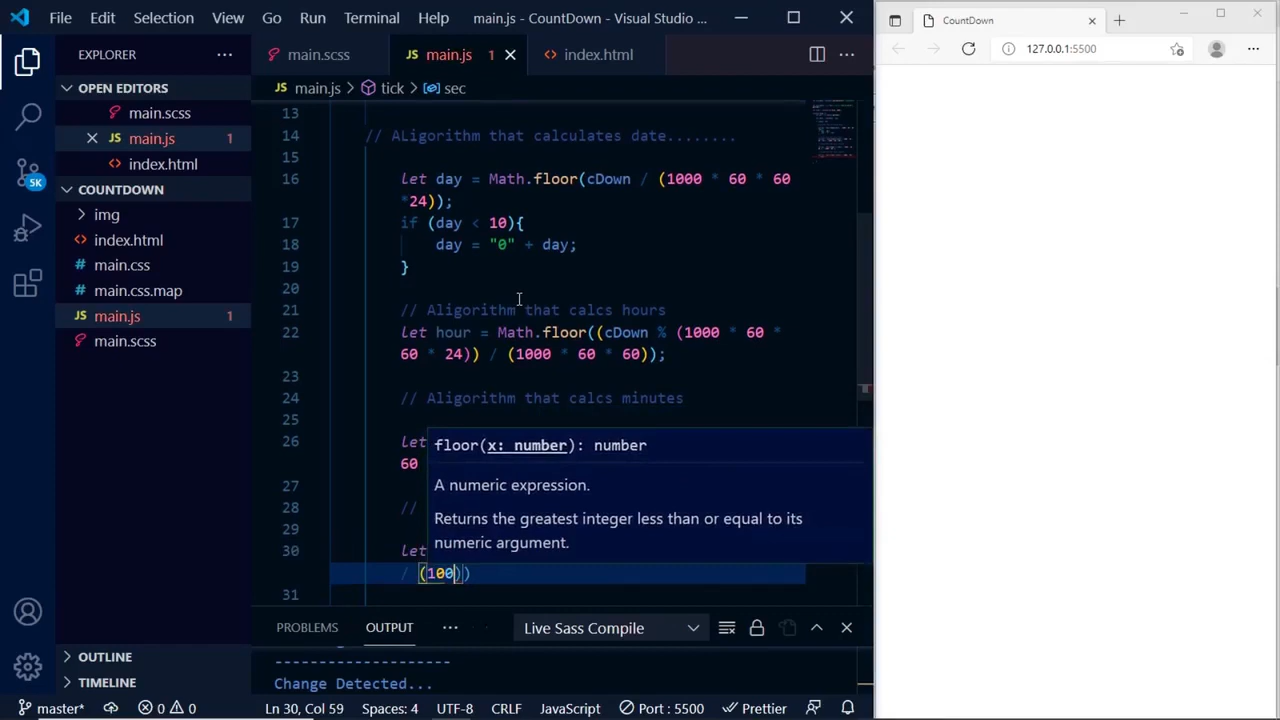 File Edit Selection View Go Run Terminal Help main.js - CountDown - Visual Studio ...
CountDown
127.0.0.1:5500
EXPLORER
OPEN EDITORS
main.scss
main.js 1
index.html
COUNTDOWN
img
index.html
main.css
main.css.map
main.js 1
main.scss
OUTLINE
TIMELINE
5K
main.scss main.js 1 index.html
main.js > tick > sec
13
14 // ALigorithm that calculates date........
15
16 let day = Math.floor(cDown / (1000 * 60 * 60
*24));
17 if (day < 10){
18 day = "0" + day;
19 }
20
21 // Aligorithm that calcs hours
22 let hour = Math.floor((cDown % (1000 * 60 *
60 * 24)) / (1000 * 60 * 60));
23
24 // Aligorithm that calcs minutes
25
26 let
60
27
28 //
29
30 let
/ (100))
31
floor(x: number): number
A numeric expression.
Returns the greatest integer less than or equal to its
numeric argument.
PROBLEMS OUTPUT ... Live Sass Compile
--------------------
Change Detected...
master* 0 0 Ln 30, Col 59 Spaces: 4 UTF-8 CRLF JavaScript Port : 5500 Prettier